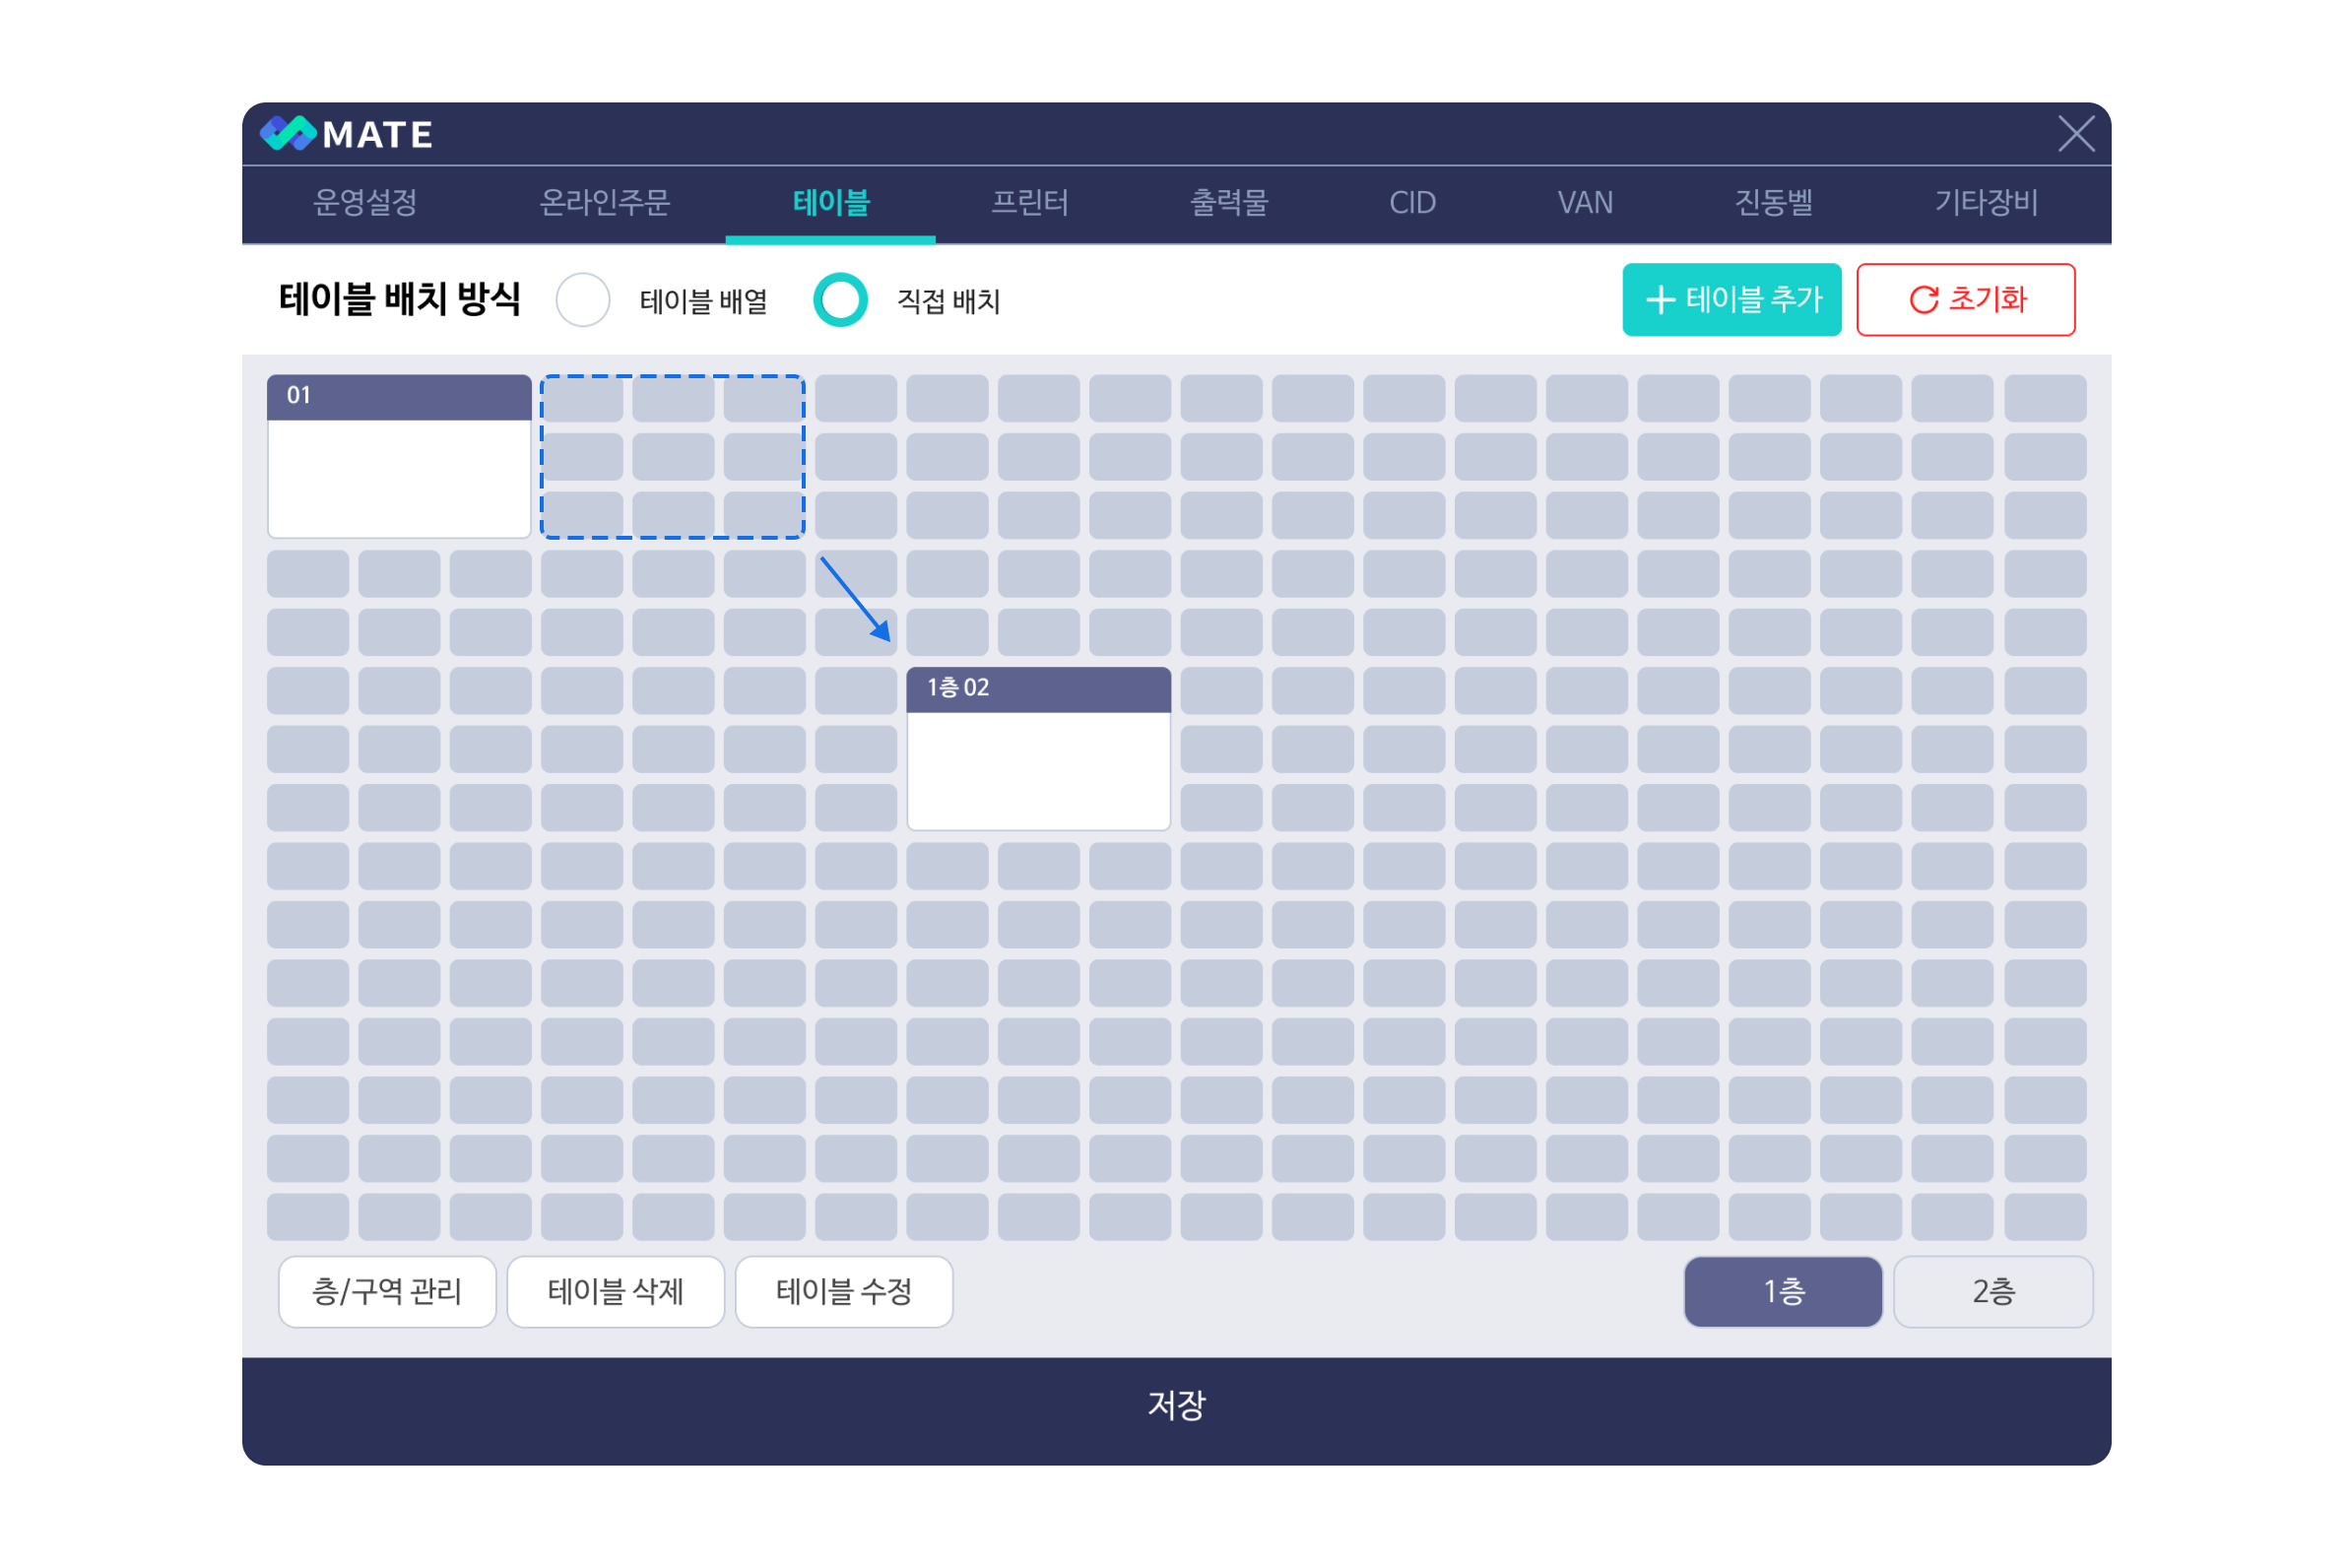 MATE
운영설정 온라인주문 테이블 프린터 출력물 CID VAN 진동벨 기타장비
테이블 배치 방식 테이블 배열 직접 배치 테이블 추가 초기화
01
1층 02
층/구역 관리 테이블 삭제 테이블 수정 1층 2층
저장